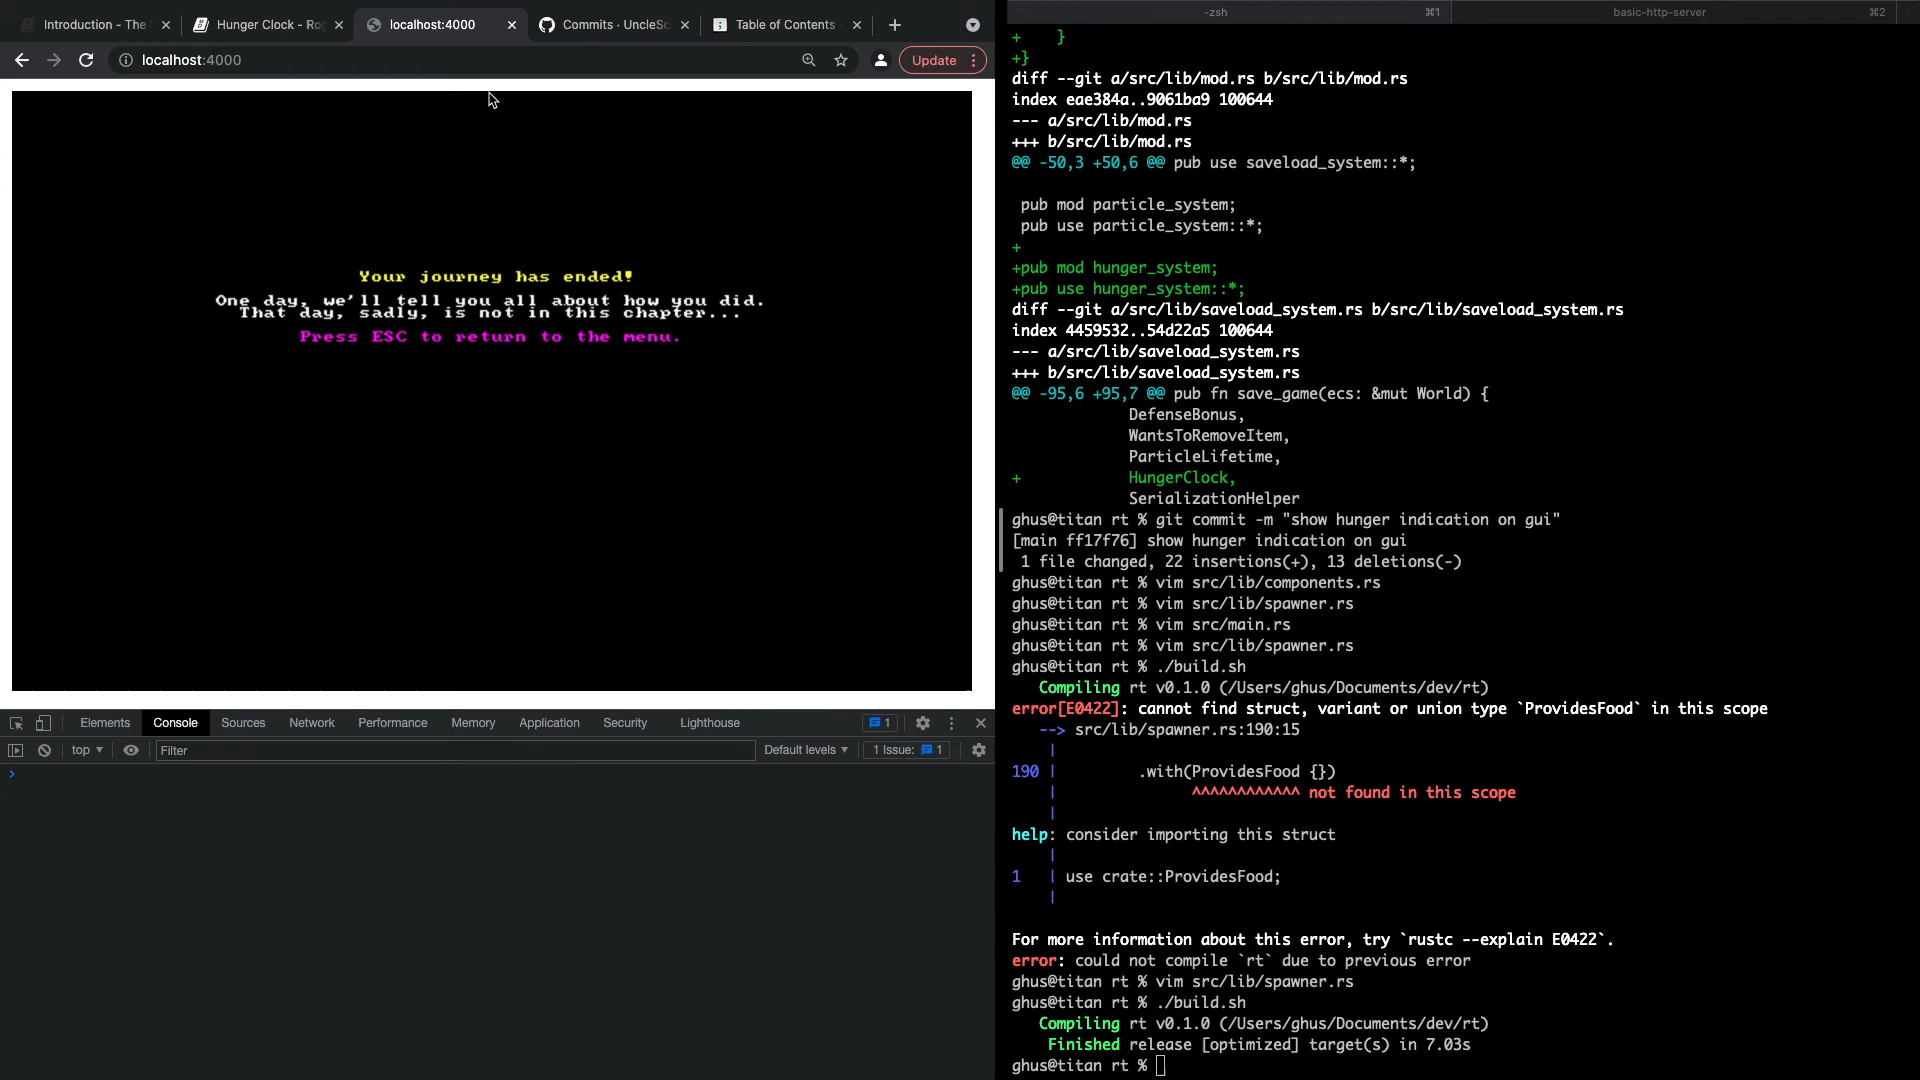 Introduction - The
Hunger Clock - Ro
localhost:4000
Commits · UncleSc
Table of Contents
localhost:4000
Update
Your journey has ended!
One day, we'll tell you all about how you did.
That day, sadly, is not in this chapter...
Press ESC to return to the menu.
Elements Console Sources Network Performance Memory Application Security Lighthouse 1
top Filter Default levels 1 Issue: 1
-zsh ⌘1 basic-http-server ⌘2
+    }
+}
diff --git a/src/lib/mod.rs b/src/lib/mod.rs
index eae384a..9061ba9 100644
--- a/src/lib/mod.rs
+++ b/src/lib/mod.rs
@@ -50,3 +50,6 @@ pub use saveload_system::*;
pub mod particle_system;
pub use particle_system::*;
+
+pub mod hunger_system;
+pub use hunger_system::*;
diff --git a/src/lib/saveload_system.rs b/src/lib/saveload_system.rs
index 4459532..54d22a5 100644
--- a/src/lib/saveload_system.rs
+++ b/src/lib/saveload_system.rs
@@ -95,6 +95,7 @@ pub fn save_game(ecs: &mut World) {
DefenseBonus,
WantsToRemoveItem,
ParticleLifetime,
+            HungerClock,
SerializationHelper
ghus@titan rt % git commit -m "show hunger indication on gui"
[main ff17f76] show hunger indication on gui
1 file changed, 22 insertions(+), 13 deletions(-)
ghus@titan rt % vim src/lib/components.rs
ghus@titan rt % vim src/lib/spawner.rs
ghus@titan rt % vim src/main.rs
ghus@titan rt % vim src/lib/spawner.rs
ghus@titan rt % ./build.sh
Compiling rt v0.1.0 (/Users/ghus/Documents/dev/rt)
error[E0422]: cannot find struct, variant or union type `ProvidesFood` in this scope
--> src/lib/spawner.rs:190:15
|
190 |         .with(ProvidesFood {})
|               ^^^^^^^^^^^^ not found in this scope
|
help: consider importing this struct
|
1   | use crate::ProvidesFood;
|
For more information about this error, try `rustc --explain E0422`.
error: could not compile `rt` due to previous error
ghus@titan rt % vim src/lib/spawner.rs
ghus@titan rt % ./build.sh
Compiling rt v0.1.0 (/Users/ghus/Documents/dev/rt)
Finished release [optimized] target(s) in 7.03s
ghus@titan rt %